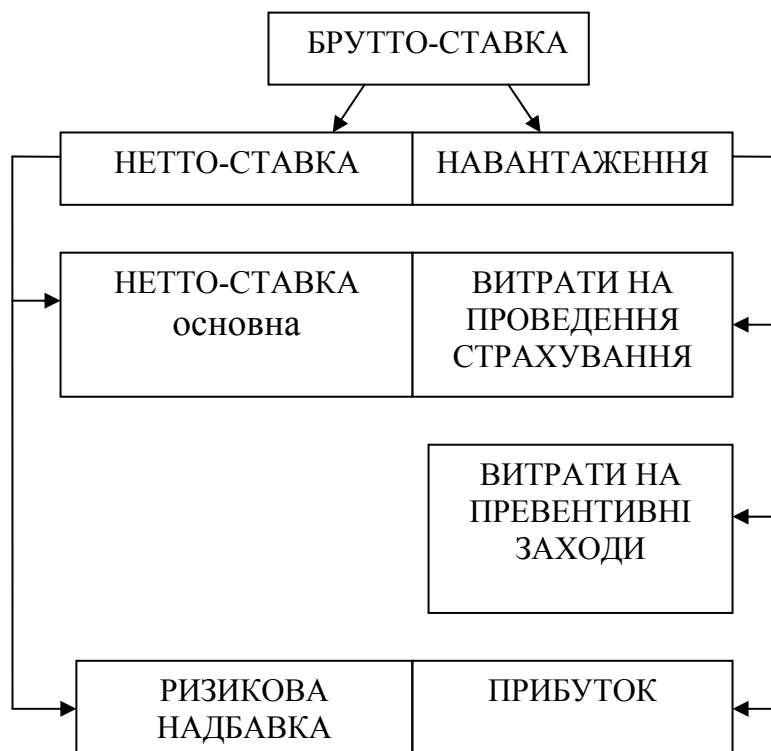 БРУТТО-СТАВКА
НЕТТО-СТАВКА
НАВАНТАЖЕННЯ
НЕТТО-СТАВКА
основна
ВИТРАТИ НА
ПРОВЕДЕННЯ
СТРАХУВАННЯ
ВИТРАТИ НА
ПРЕВЕНТИВНІ
ЗАХОДИ
РИЗИКОВА
НАДБАВКА
ПРИБУТОК